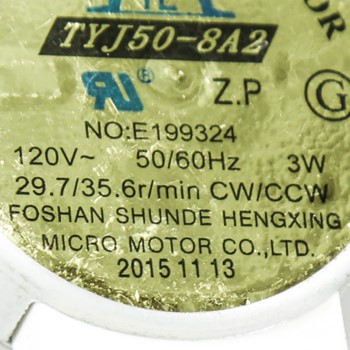 TYJ50-8A2
Z.P
NO:E199324
120V~ 50/60Hz 3W
29.7/35.6r/min CW/CCW
FOSHAN SHUNDE HENGXING
MICRO MOTOR CO.,LTD.
2015 11 13